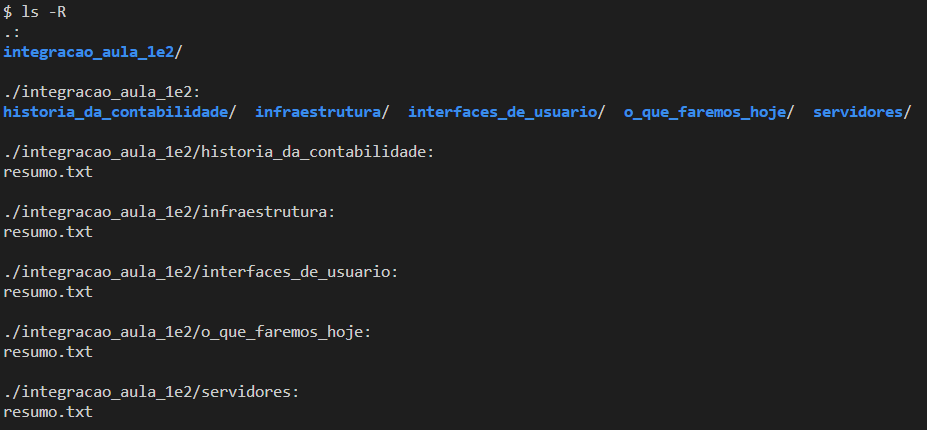 $ ls -R
.:
integracao_aula_1e2/

./integracao_aula_1e2:
historia_da_contabilidade/  infraestrutura/  interfaces_de_usuario/  o_que_faremos_hoje/  servidores/

./integracao_aula_1e2/historia_da_contabilidade:
resumo.txt

./integracao_aula_1e2/infraestrutura:
resumo.txt

./integracao_aula_1e2/interfaces_de_usuario:
resumo.txt

./integracao_aula_1e2/o_que_faremos_hoje:
resumo.txt

./integracao_aula_1e2/servidores:
resumo.txt